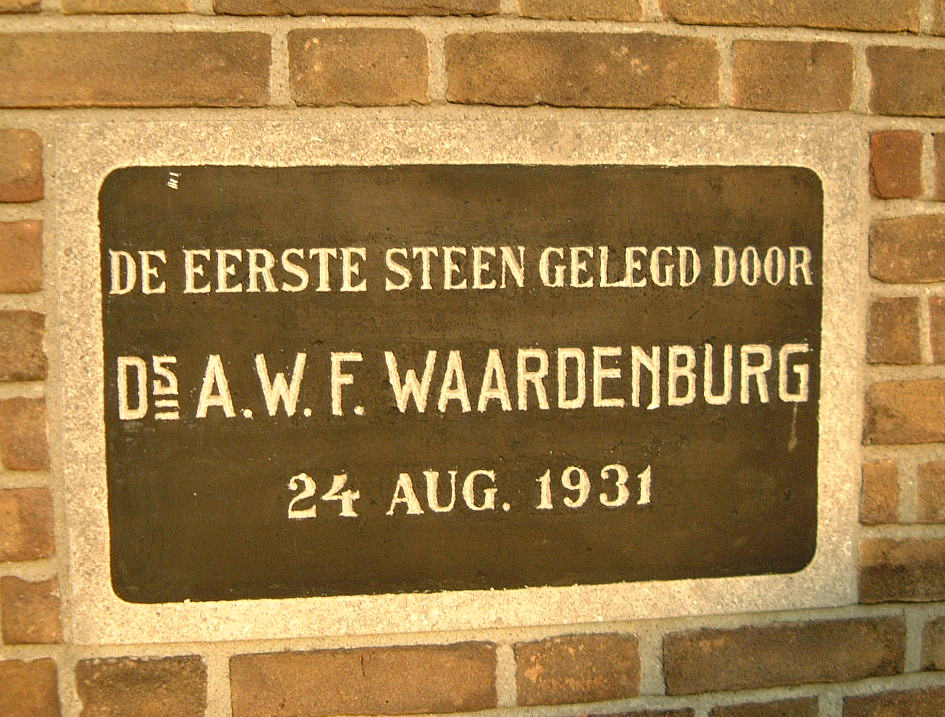 DE EERSTE STEEN GELEGD DOOR
DS A.W.F. WAARDENBURG
24 AUG. 1931